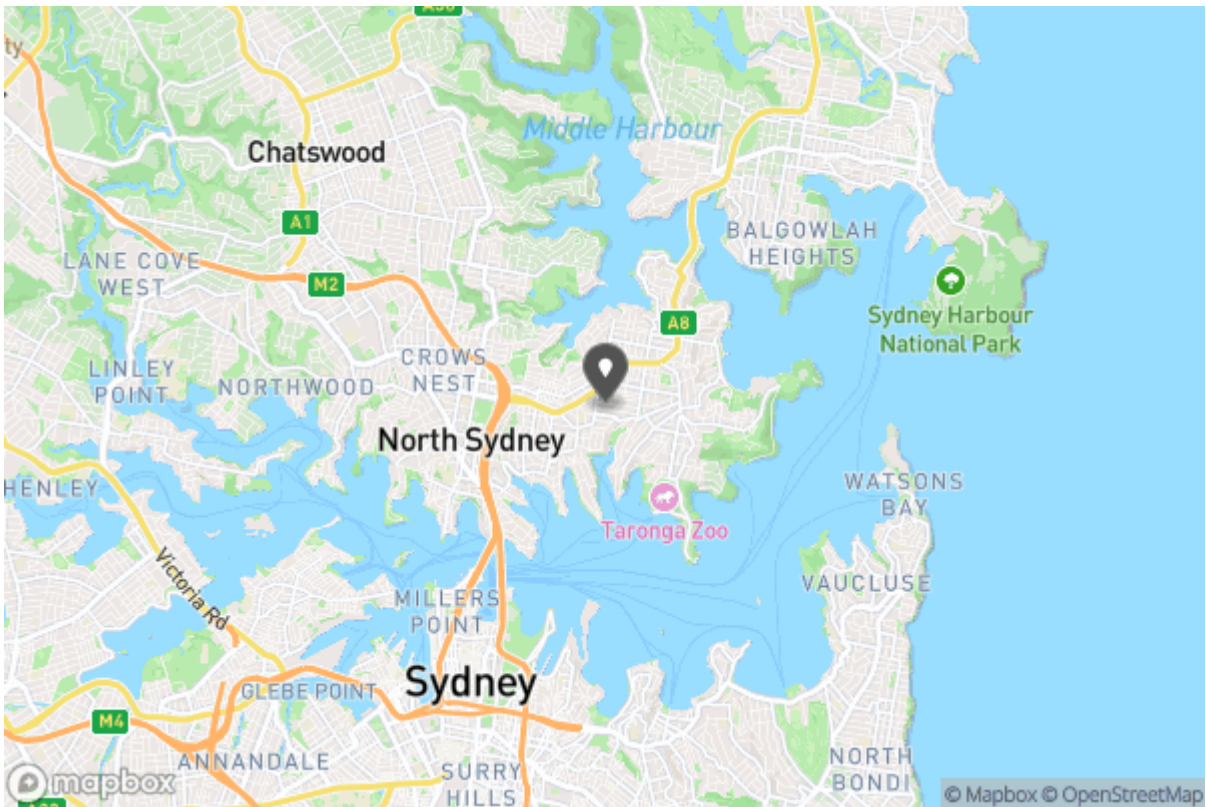 Middle Harbour
Chatswood
A1
BALGOWLAH
HEIGHTS
LANE COVE
WEST
M2
Sydney Harbour
National Park
A8
CROWS
NEST
LINLEY
POINT
NORTHWOOD
North Sydney
HENLEY
WATSONS
BAY
Taronga Zoo
Victoria Rd
VAUCLUSE
MILLERS
POINT
Sydney
GLEBE POINT
M4
ANNANDALE
SURRY
HILLS
NORTH
BONDI
mapbox
© Mapbox © OpenStreetMap